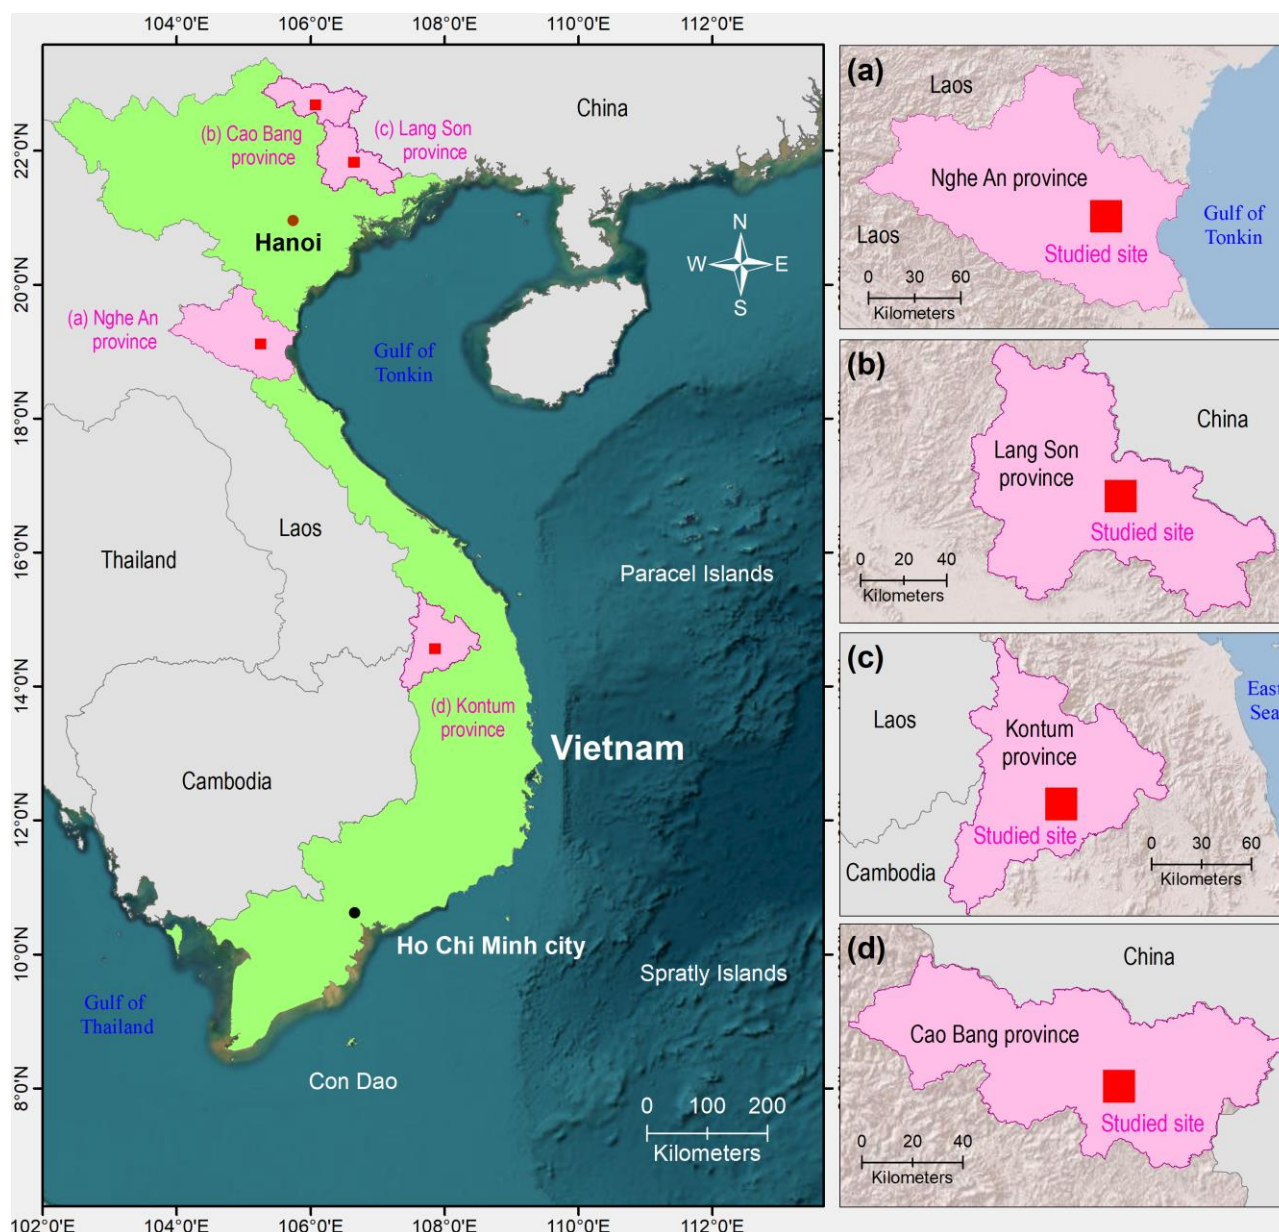 104°0'E 106°0'E 108°0'E 110°0'E 112°0'E
22°0'N
20°0'N
18°0'N
16°0'N
14°0'N
12°0'N
10°0'N
8°0'N
China
(b) Cao Bang
province
(c) Lang Son
province
Hanoi
N
W E
S
(a) Nghe An
province
Gulf of
Tonkin
Laos
Thailand
Paracel Islands
(d) Kontum
province
Vietnam
Cambodia
Ho Chi Minh city
Spratly Islands
Gulf of
Thailand
Con Dao
0 100 200
Kilometers
102°0'E 104°0'E 106°0'E 108°0'E 110°0'E 112°0'E
(a)
Laos
Nghe An province
Gulf of
Tonkin
Laos
Studied site
0 30 60
Kilometers
(b)
China
Lang Son
province
Studied site
0 20 40
Kilometers
(c)
East
Sea
Laos
Kontum
province
Studied site
0 30 60
Kilometers
Cambodia
(d)
China
Cao Bang province
Studied site
0 20 40
Kilometers